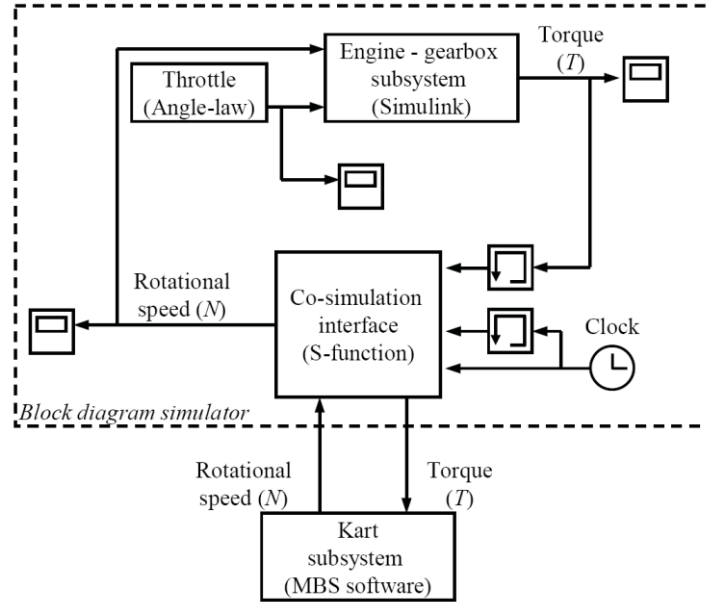 Torque
(T)
Engine - gearbox
subsystem
(Simulink)
Throttle
(Angle-law)
Rotational
speed (N)
Co-simulation
interface
(S-function)
Clock
Block diagram simulator
Rotational
speed (N)
Torque
(T)
Kart
subsystem
(MBS software)